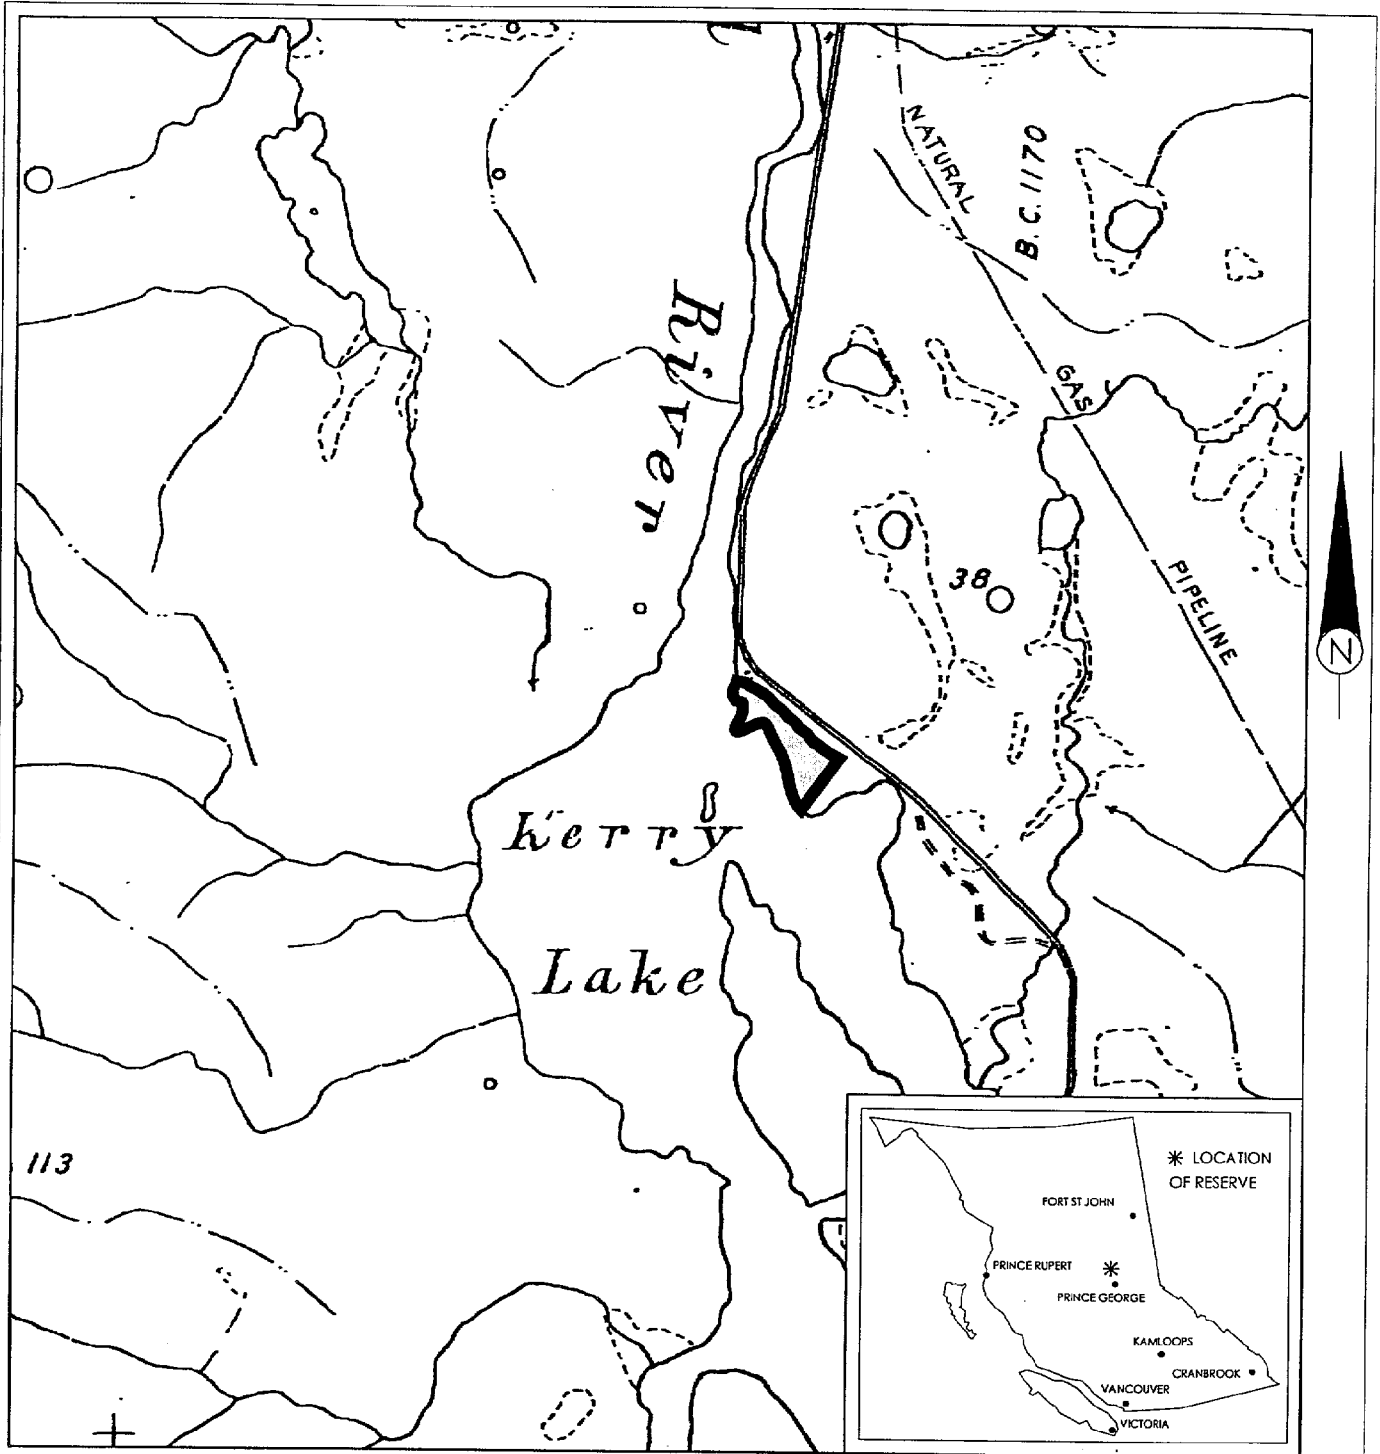 NATURAL
B.C. 1170
River
GAS
38
PIPELINE
N
Kerry
Lake
113
LOCATION
OF RESERVE
FORT ST JOHN
PRINCE RUPERT
PRINCE GEORGE
KAMLOOPS
CRANBROOK
VANCOUVER
VICTORIA